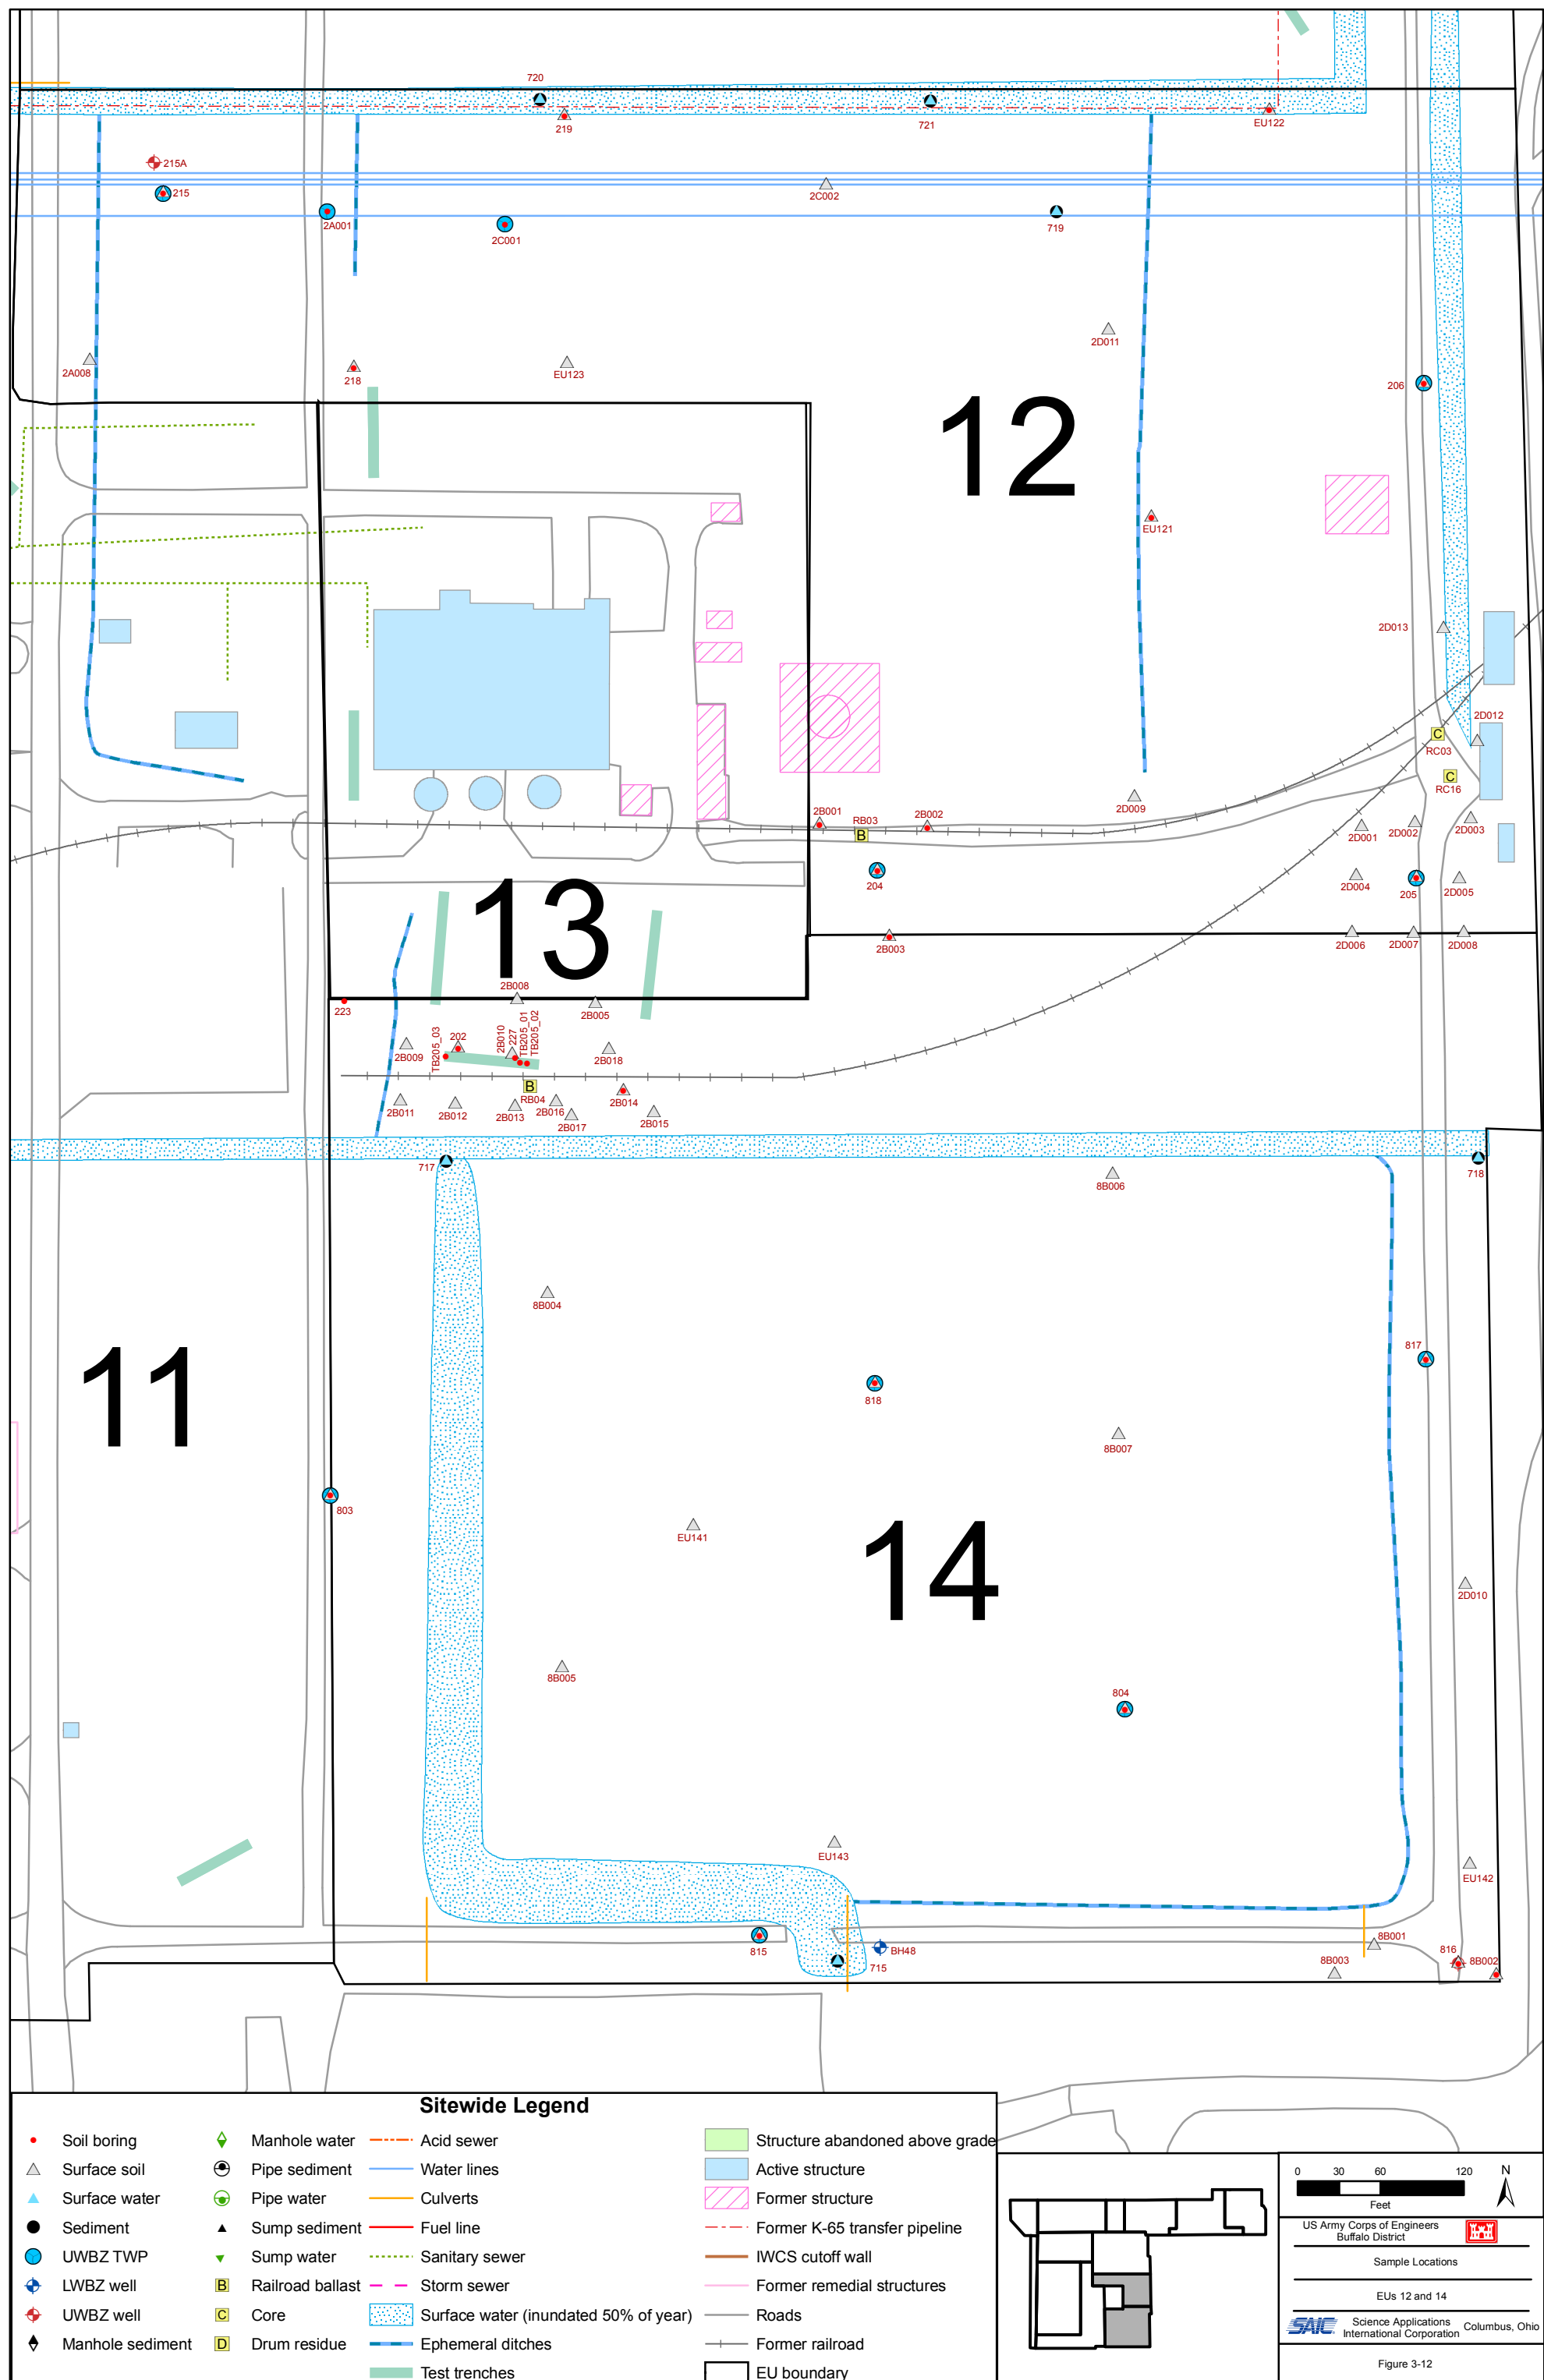 720
219
721
EU122
215A
215
2C002
2A001
2C001
719
2D011
2A008
218
EU123
206
12
EU121
2D013
2D012
C
RC03
C
RC16
2D009
2B001
RB03
B
2B002
2D001
2D002
2D003
204
2D004
205
2D005
13
2B003
2D006
2D007
2D008
2B008
223
2B005
TB205_03
202
2B010
227
TB205_01
TB205_02
2B009
2B018
B
RB04
2B011
2B012
2B013
2B016
2B017
2B014
2B015
717
718
8B006
8B004
11
817
818
8B007
803
EU141
14
2D010
8B005
804
EU143
EU142
815
BH48
715
8B001
8B003
816
8B002
Sitewide Legend
Soil boring
Surface soil
Surface water
Sediment
UWBZ TWP
LWBZ well
UWBZ well
Manhole sediment
Manhole water
Pipe sediment
Pipe water
Sump sediment
Sump water
B Railroad ballast
C Core
D Drum residue
Acid sewer
Water lines
Culverts
Fuel line
Sanitary sewer
Storm sewer
Surface water (inundated 50% of year)
Ephemeral ditches
Test trenches
Structure abandoned above grade
Active structure
Former structure
Former K-65 transfer pipeline
IWCS cutoff wall
Former remedial structures
Roads
Former railroad
EU boundary
0 30 60 120
Feet
N
US Army Corps of Engineers
Buffalo District
Sample Locations
EUs 12 and 14
SAIC
Science Applications
International Corporation
Columbus, Ohio
Figure 3-12